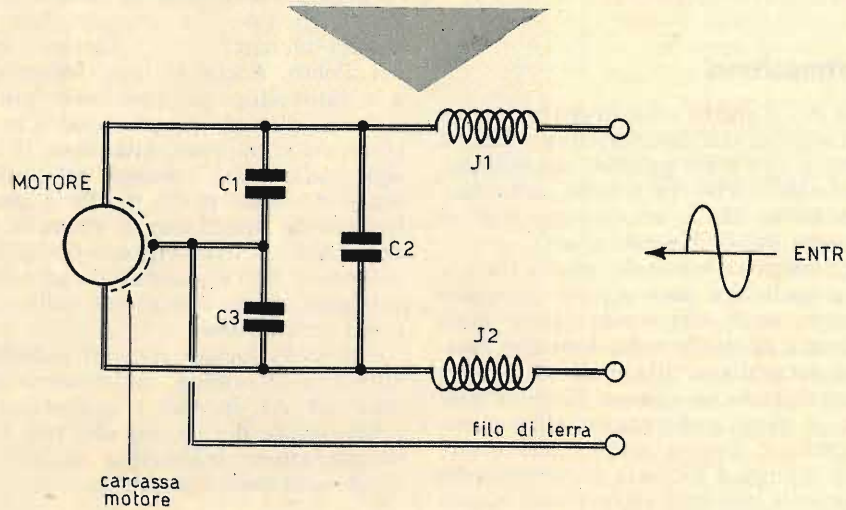 J1
MOTORE
C1
C2
ENTR
C3
J2
filo di terra
carcassa
motore